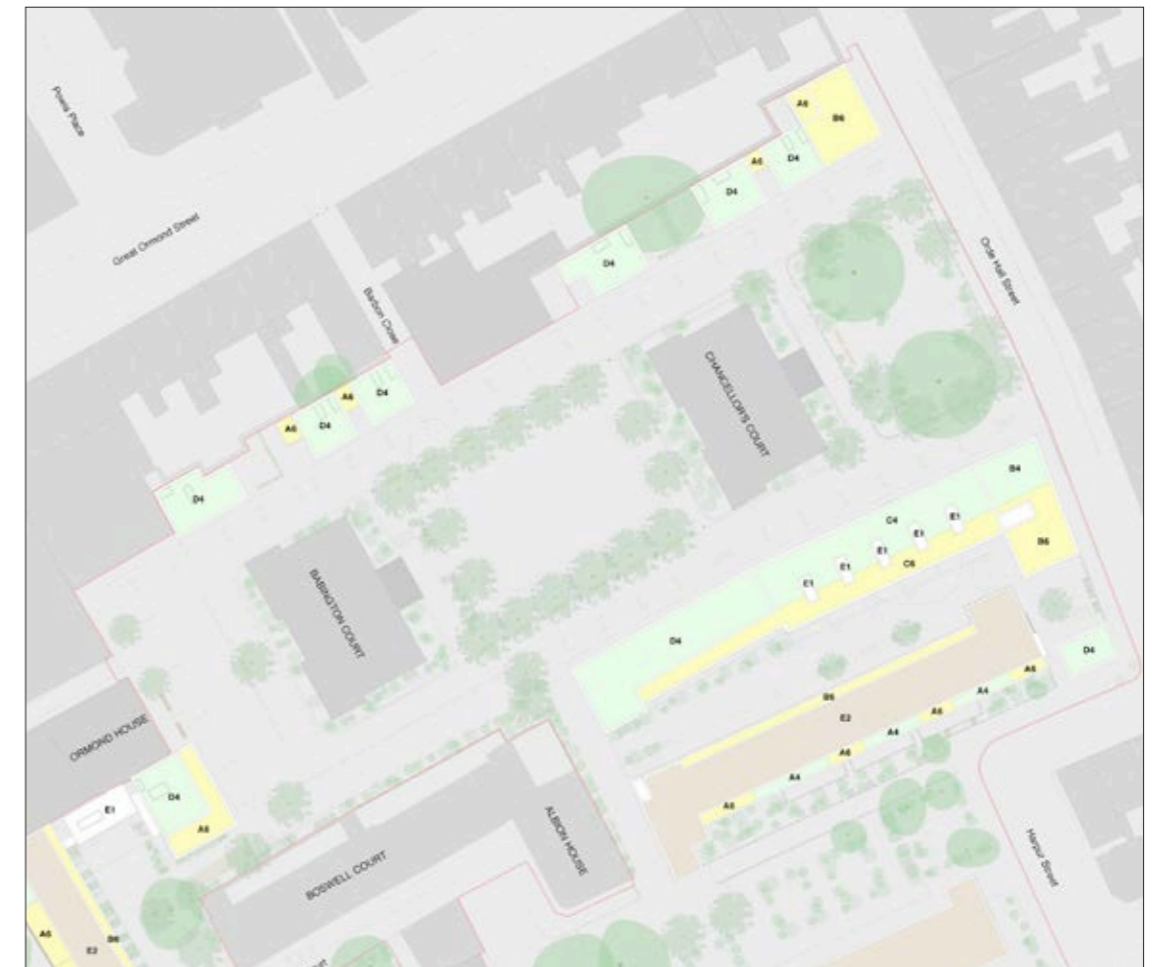 Powis Place
A6
B6
A6
D4
D4
Great Ormond Street
D4
Orde Hall Street
Barbon Close
CHANCELLOR'S COURT
A6
D4
A6
D4
D4
B4
E1
C4
E1
E1
B6
E1
C6
E1
BABINGTON COURT
D4
D4
A6
B6
A4
A6
E2
A4
ORMOND HOUSE
A6
A4
D4
E1
A6
A6
ALBION HOUSE
BOSWELL COURT
Harpur Street
A6
B6
E2